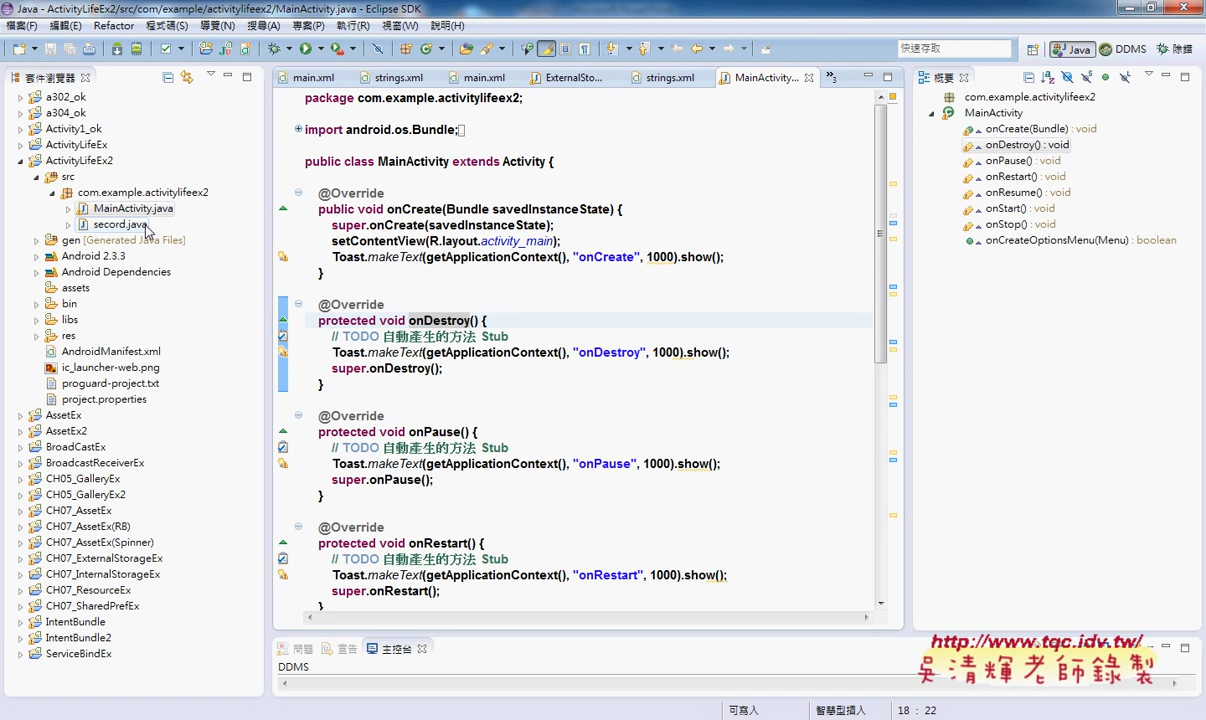 Java - ActivityLifeEx2/src/com/example/activitylifeex2/MainActivity.java - Eclipse SDK
檔案(F) 編輯(E) Refactor 程式碼(S) 導覽(N) 搜尋(A) 專案(P) 執行(R) 視窗(W) 說明(H)
快速存取 Java DDMS 除錯
套件瀏覽器
a302_ok
a304_ok
Activity1_ok
ActivityLifeEx
ActivityLifeEx2
src
com.example.activitylifeex2
MainActivity.java
secord.java
gen [Generated Java Files]
Android 2.3.3
Android Dependencies
assets
bin
libs
res
AndroidManifest.xml
ic_launcher-web.png
proguard-project.txt
project.properties
AssetEx
AssetEx2
BroadCastEx
BroadcastReceiverEx
CH05_GalleryEx
CH05_GalleryEx2
CH07_AssetEx
CH07_AssetEx(RB)
CH07_AssetEx(Spinner)
CH07_ExternalStorageEx
CH07_InternalStorageEx
CH07_ResourceEx
CH07_SharedPrefEx
IntentBundle
IntentBundle2
ServiceBindEx
main.xml strings.xml main.xml ExternalSto... strings.xml MainActivity... 3
package com.example.activitylifeex2;
import android.os.Bundle;
public class MainActivity extends Activity {
@Override
public void onCreate(Bundle savedInstanceState) {
super.onCreate(savedInstanceState);
setContentView(R.layout.activity_main);
Toast.makeText(getApplicationContext(), "onCreate", 1000).show();
}
@Override
protected void onDestroy() {
// TODO 自動產生的方法 Stub
Toast.makeText(getApplicationContext(), "onDestroy", 1000).show();
super.onDestroy();
}
@Override
protected void onPause() {
// TODO 自動產生的方法 Stub
Toast.makeText(getApplicationContext(), "onPause", 1000).show();
super.onPause();
}
@Override
protected void onRestart() {
// TODO 自動產生的方法 Stub
Toast.makeText(getApplicationContext(), "onRestart", 1000).show();
super.onRestart();
}
概要
com.example.activitylifeex2
MainActivity
onCreate(Bundle) : void
onDestroy() : void
onPause() : void
onRestart() : void
onResume() : void
onStart() : void
onStop() : void
onCreateOptionsMenu(Menu) : boolean
問題 宣告 主控台
DDMS
http://www.tqc.idv.tw/
吳清輝老師錄製
可寫入 智慧型插入 18 : 22